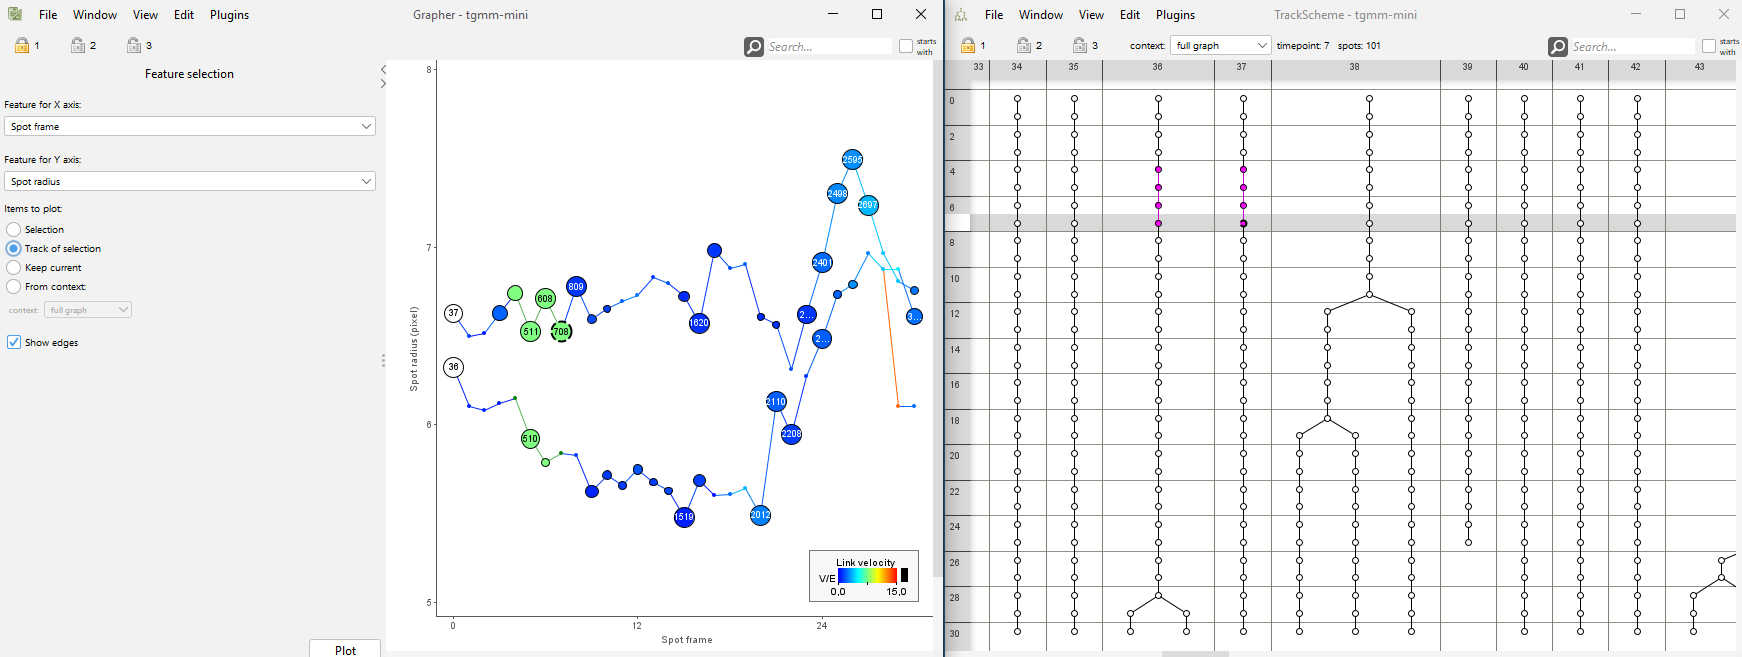 File Window View Edit Plugins Grapher - tgmm-mini
1 2 3 Search... starts with
Feature selection
Feature for X axis:
Spot frame
Feature for Y axis:
Spot radius
Items to plot:
Selection
Track of selection
Keep current
From context:
context: full graph
Show edges
Plot
8
7
6
5
Spot radius (pixel)
0 12 24
Spot frame
2595
2498
2697
2401
809
608
37
511
708
1620
2...
3...
2...
36
2110
2208
510
1519
2012
Link velocity
V/E
0,0 15,0
File Window View Edit Plugins TrackScheme - tgmm-mini
1 2 3 context: full graph timepoint: 7 spots: 101 Search... starts with
33 34 35 36 37 38 39 40 41 42 43
0
2
4
6
8
10
12
14
16
18
20
22
24
26
28
30